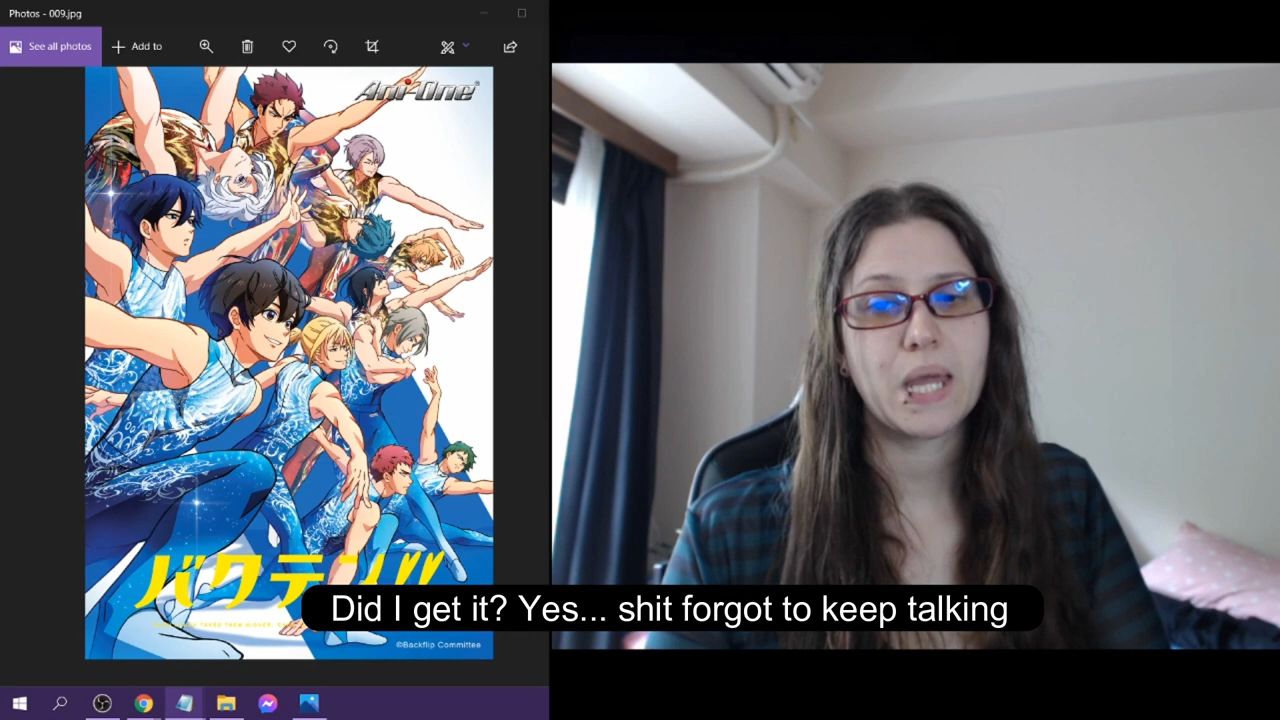 Photos - 009.jpg
See all photos
Add to
Ani-One®
バクテン!!
©Backflip Committee
Did I get it? Yes... shit forgot to keep talking